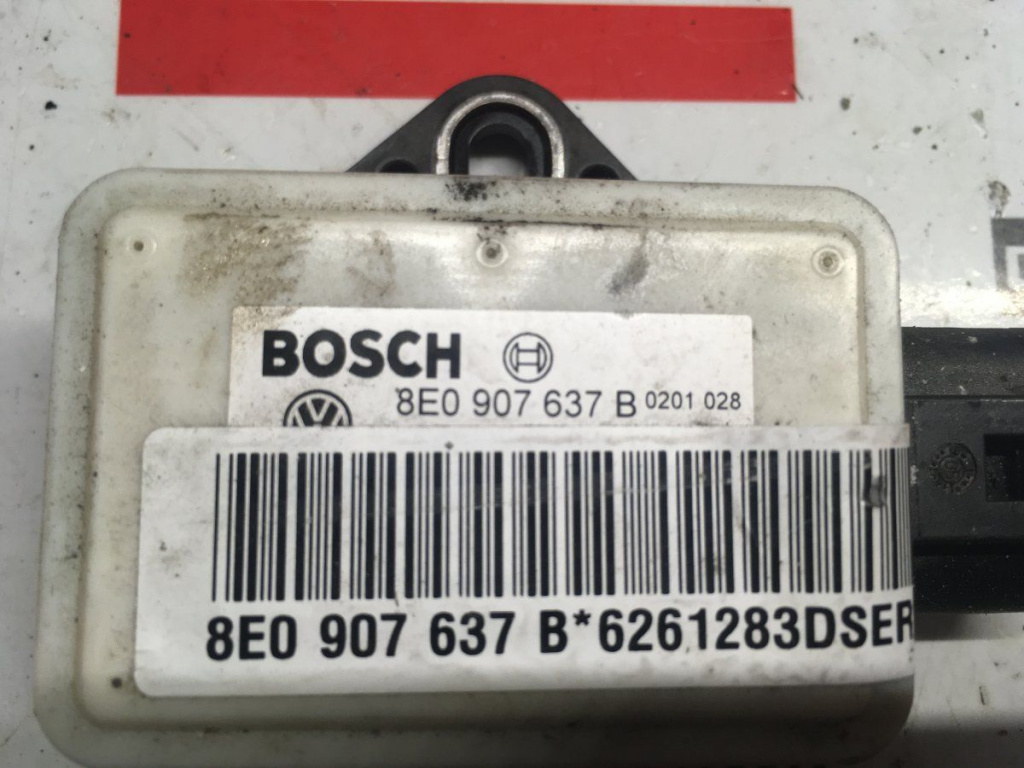 BOSCH
8E0 907 637 B 0201 028
8E0 907 637 B*6261283DSER